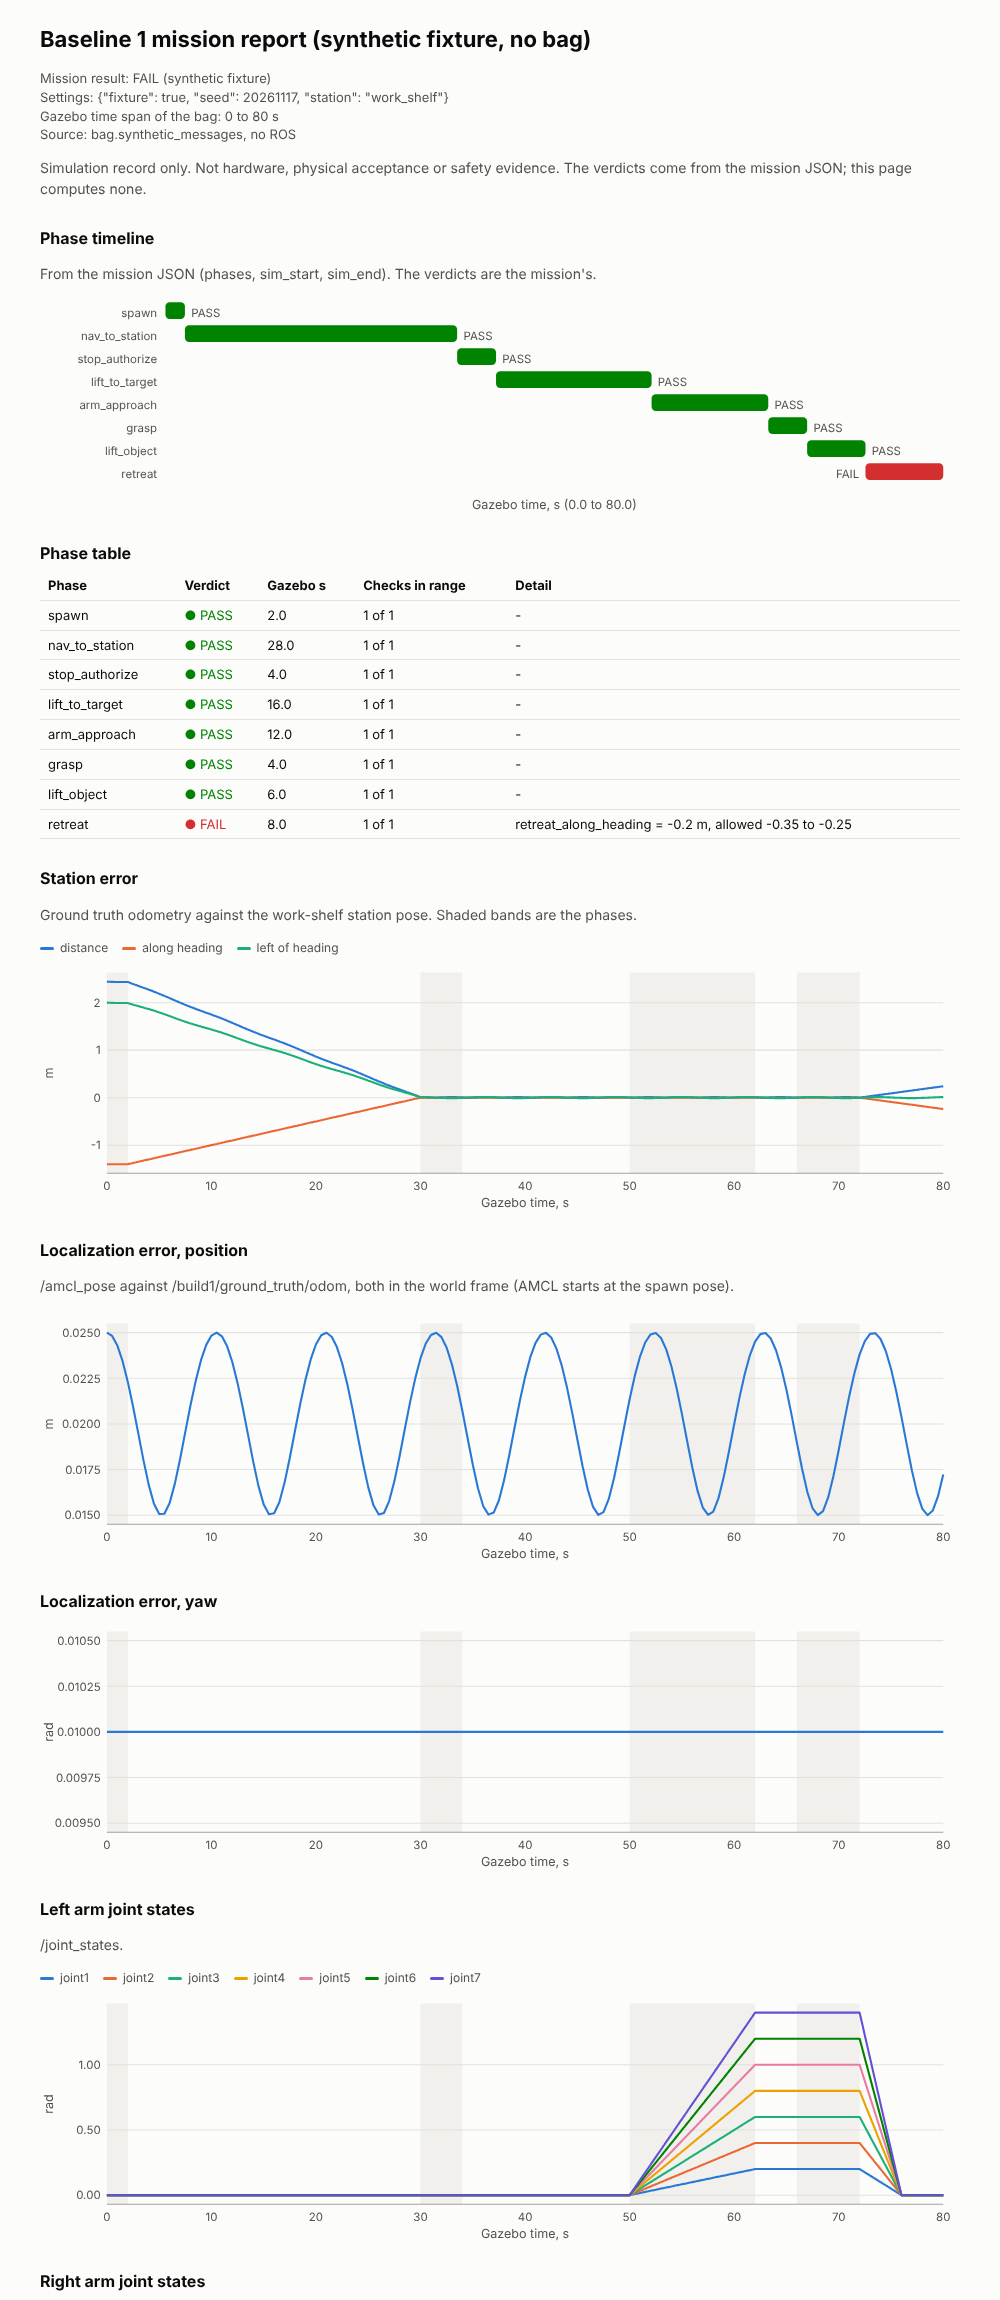 Baseline 1 mission report (synthetic fixture, no bag)
Mission result: FAIL (synthetic fixture)
Settings: {"fixture": true, "seed": 20261117, "station": "work_shelf"}
Gazebo time span of the bag: 0 to 80 s
Source: bag.synthetic_messages, no ROS
Simulation record only. Not hardware, physical acceptance or safety evidence. The verdicts come from the mission JSON; this page
computes none.
Phase timeline
From the mission JSON (phases, sim_start, sim_end). The verdicts are the mission's.
spawn PASS
nav_to_station PASS
stop_authorize PASS
lift_to_target PASS
arm_approach PASS
grasp PASS
lift_object PASS
retreat FAIL
Gazebo time, s (0.0 to 80.0)
Phase table
Phase Verdict Gazebo s Checks in range Detail
spawn PASS 2.0 1 of 1 -
nav_to_station PASS 28.0 1 of 1 -
stop_authorize PASS 4.0 1 of 1 -
lift_to_target PASS 16.0 1 of 1 -
arm_approach PASS 12.0 1 of 1 -
grasp PASS 4.0 1 of 1 -
lift_object PASS 6.0 1 of 1 -
retreat FAIL 8.0 1 of 1 retreat_along_heading = -0.2 m, allowed -0.35 to -0.25
Station error
Ground truth odometry against the work-shelf station pose. Shaded bands are the phases.
distance along heading left of heading
2
1
m
0
-1
0 10 20 30 40 50 60 70 80
Gazebo time, s
Localization error, position
/amcl_pose against /build1/ground_truth/odom, both in the world frame (AMCL starts at the spawn pose).
0.0250
0.0225
m 0.0200
0.0175
0.0150
0 10 20 30 40 50 60 70 80
Gazebo time, s
Localization error, yaw
0.01050
0.01025
rad 0.01000
0.00975
0.00950
0 10 20 30 40 50 60 70 80
Gazebo time, s
Left arm joint states
/joint_states.
joint1 joint2 joint3 joint4 joint5 joint6 joint7
1.00
rad
0.50
0.00
0 10 20 30 40 50 60 70 80
Gazebo time, s
Right arm joint states